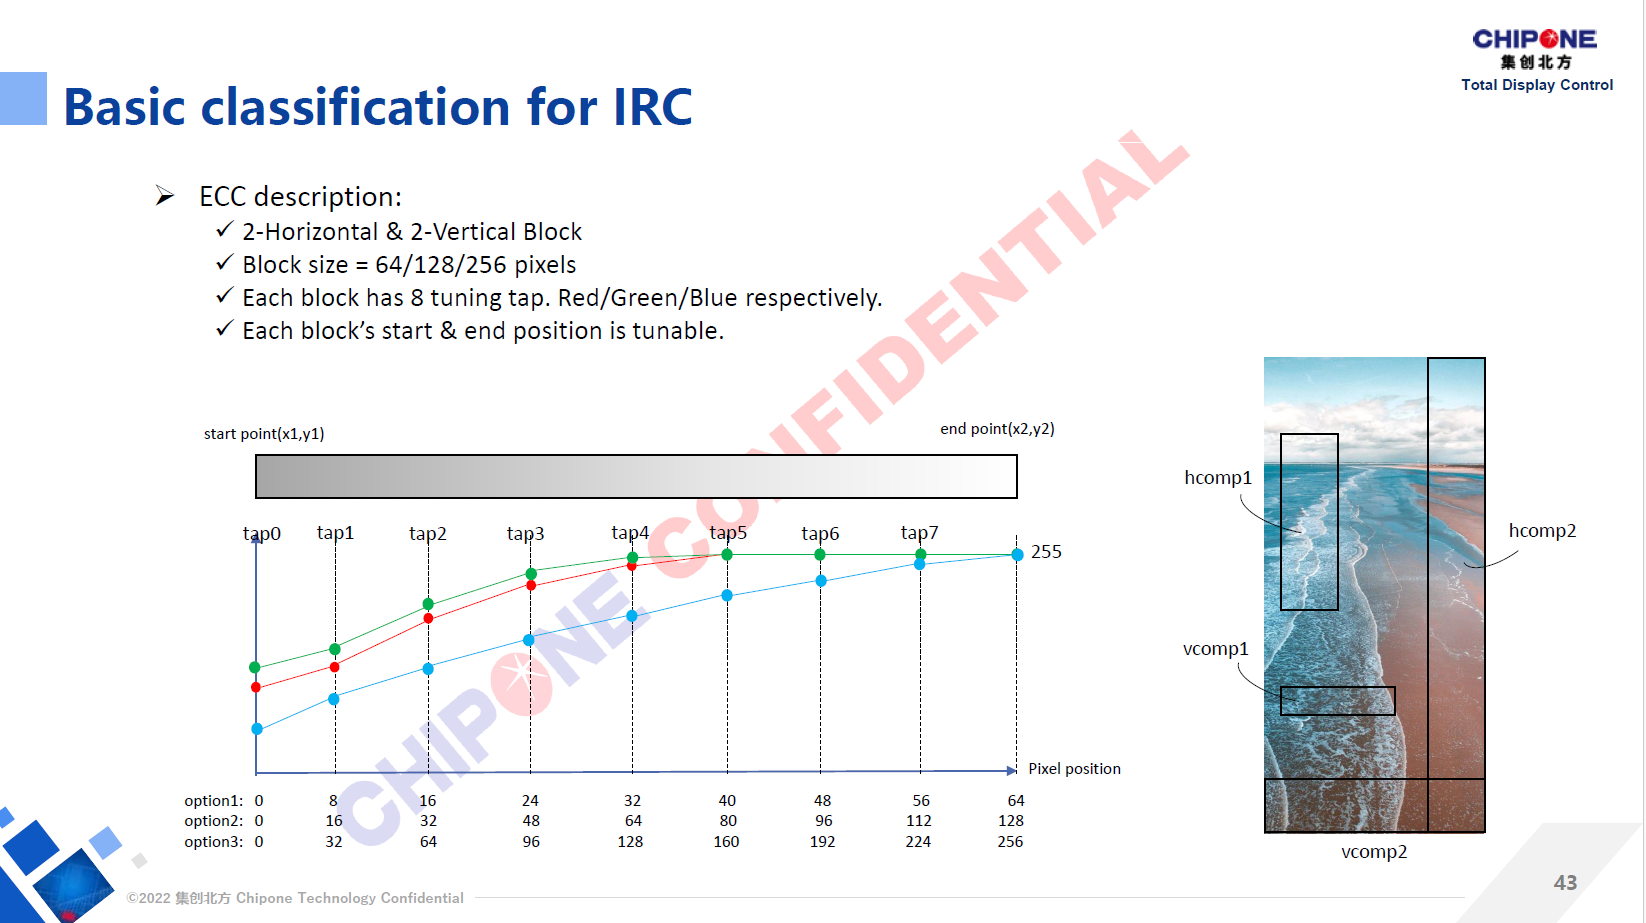 CHIPONE
集创北方
Total Display Control
Basic classification for IRC
ECC description:
2-Horizontal & 2-Vertical Block
Block size = 64/128/256 pixels
Each block has 8 tuning tap. Red/Green/Blue respectively.
Each block’s start & end position is tunable.
start point(x1,y1)
end point(x2,y2)
tap0 tap1 tap2 tap3 tap4 tap5 tap6 tap7
255
Pixel position
option1: 0 8 16 24 32 40 48 56 64
option2: 0 16 32 48 64 80 96 112 128
option3: 0 32 64 96 128 160 192 224 256
hcomp1
hcomp2
vcomp1
vcomp2
CHIPONE CONFIDENTIAL
©2022 集创北方 Chipone Technology Confidential
43